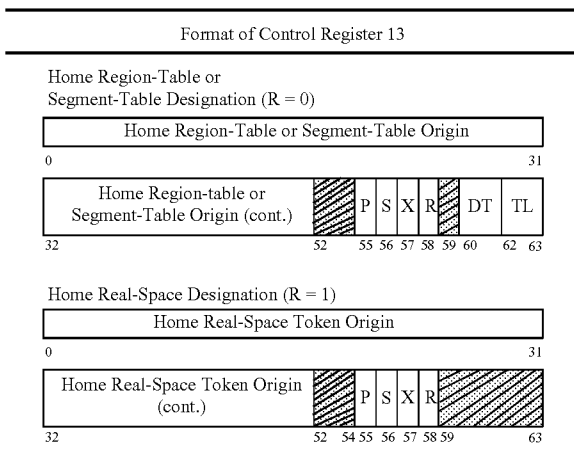 Format of Control Register 13
Home Region-Table or
Segment-Table Designation (R = 0)
Home Region-Table or Segment-Table Origin
0 31
Home Region-table or
Segment-Table Origin (cont.)
P S X R DT TL
32 52 55 56 57 58 59 60 62 63
Home Real-Space Designation (R = 1)
Home Real-Space Token Origin
0 31
Home Real-Space Token Origin
(cont.)
P S X R
32 52 54 55 56 57 58 59 63